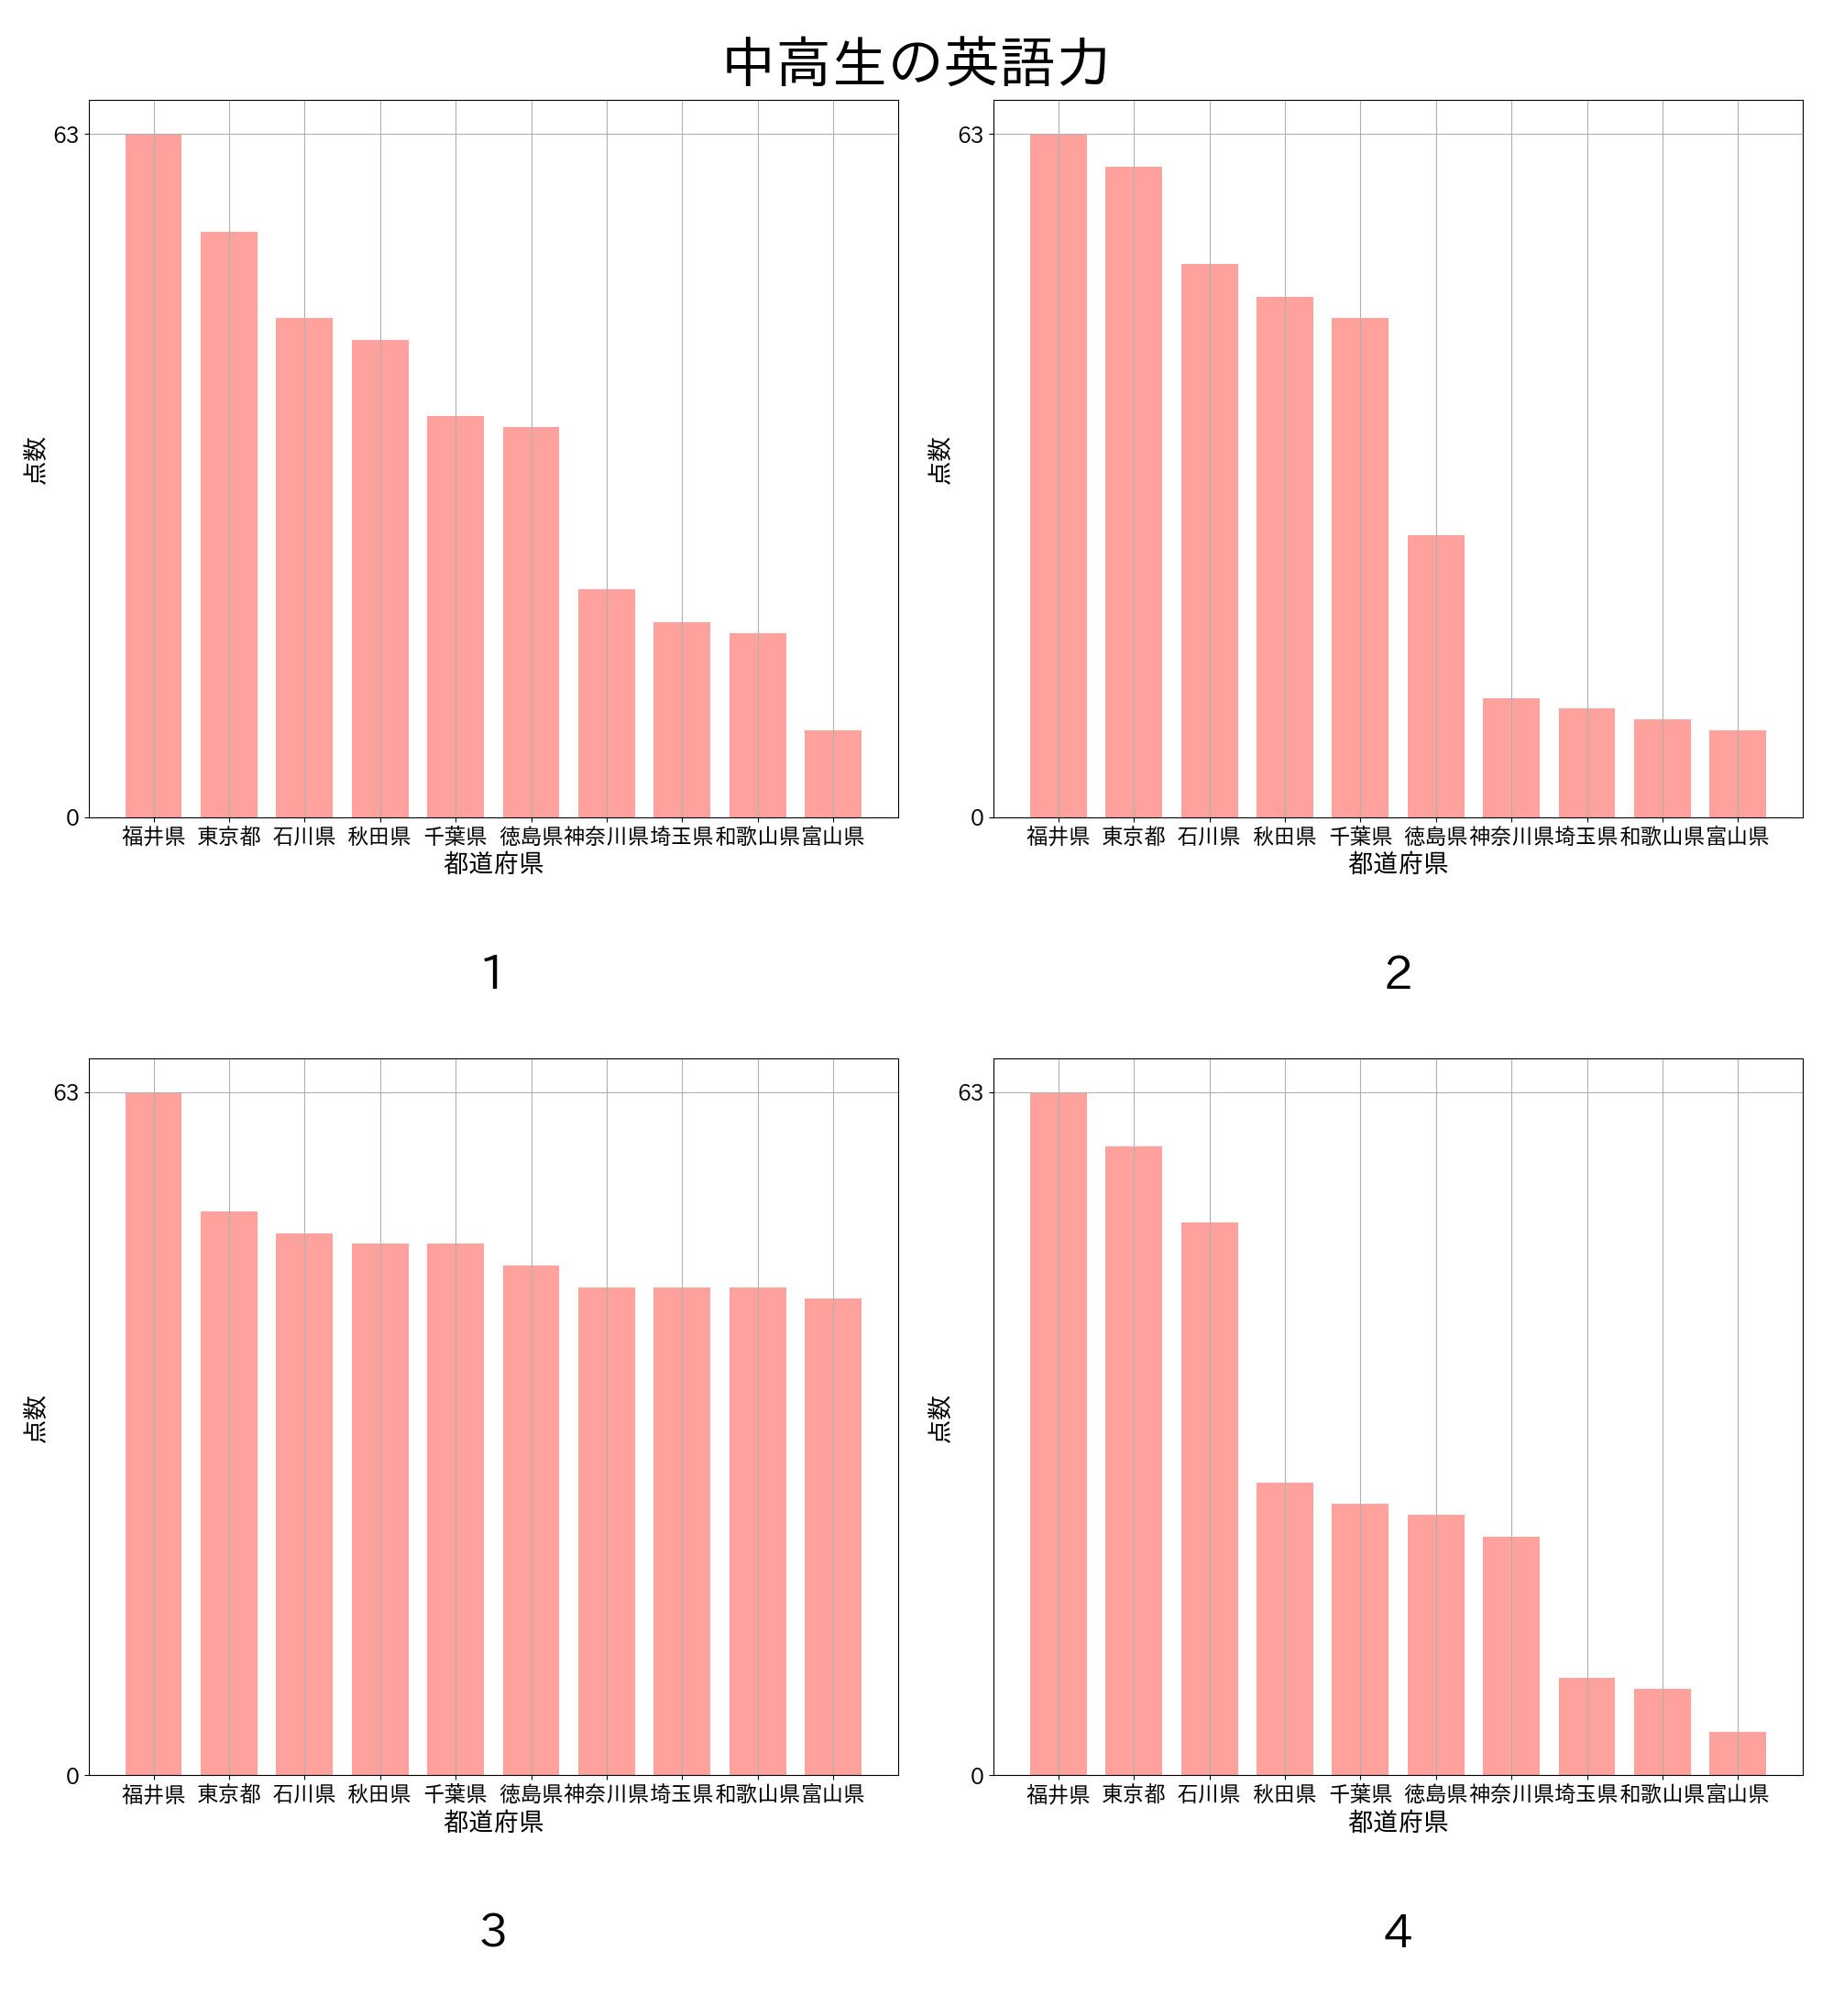 中高生の英語力
63
点数
0
福井県 東京都 石川県 秋田県 千葉県 徳島県 神奈川県 埼玉県 和歌山県 富山県
都道府県
1
63
点数
0
福井県 東京都 石川県 秋田県 千葉県 徳島県 神奈川県 埼玉県 和歌山県 富山県
都道府県
2
63
点数
0
福井県 東京都 石川県 秋田県 千葉県 徳島県 神奈川県 埼玉県 和歌山県 富山県
都道府県
3
63
点数
0
福井県 東京都 石川県 秋田県 千葉県 徳島県 神奈川県 埼玉県 和歌山県 富山県
都道府県
4